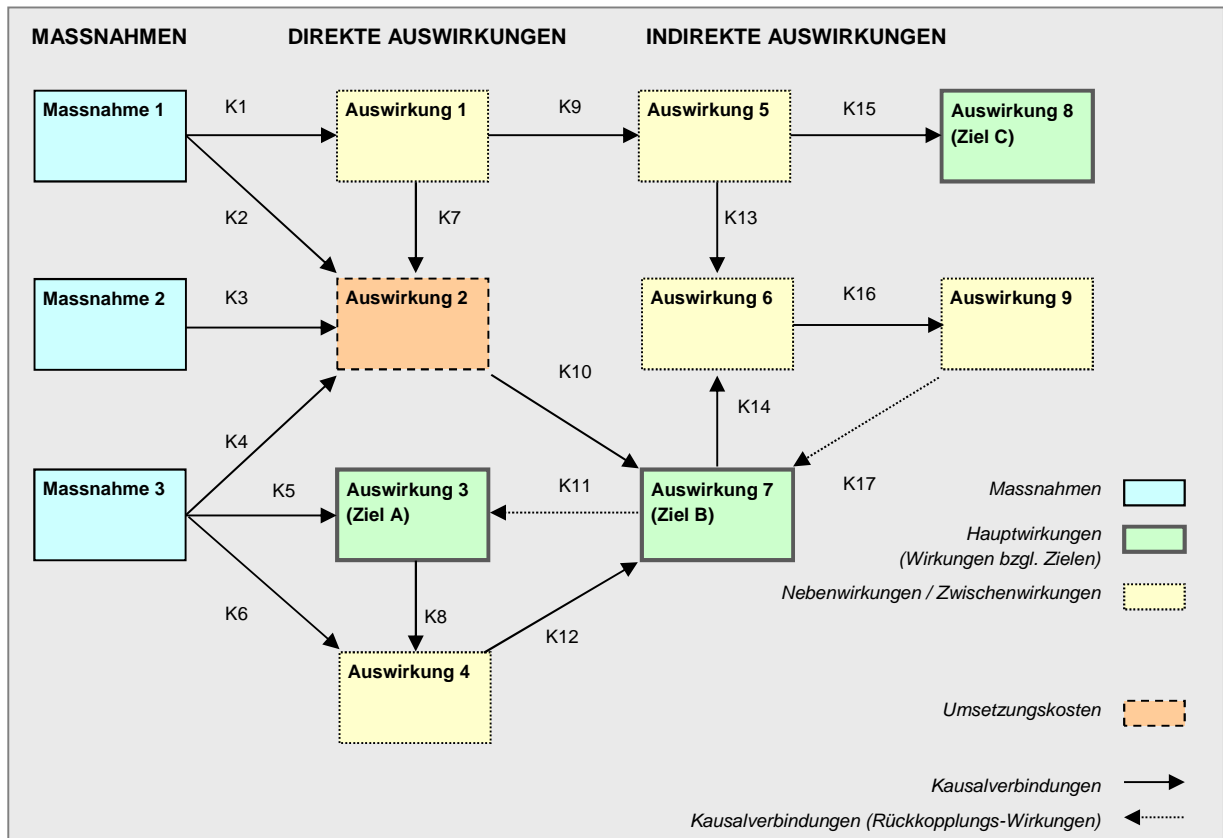 MASSNAHMEN
DIREKTE AUSWIRKUNGEN
INDIREKTE AUSWIRKUNGEN
Massnahme 1
K1
Auswirkung 1
K9
Auswirkung 5
K15
Auswirkung 8
(Ziel C)
K2
K7
K13
Massnahme 2
K3
Auswirkung 2
Auswirkung 6
K16
Auswirkung 9
K10
K14
K4
Massnahme 3
K5
Auswirkung 3
(Ziel A)
K11
Auswirkung 7
(Ziel B)
K17
K6
K8
K12
Auswirkung 4
Massnahmen
Hauptwirkungen
(Wirkungen bzgl. Zielen)
Nebenwirkungen / Zwischenwirkungen
Umsetzungskosten
Kausalverbindungen
Kausalverbindungen (Rückkopplungs-Wirkungen)